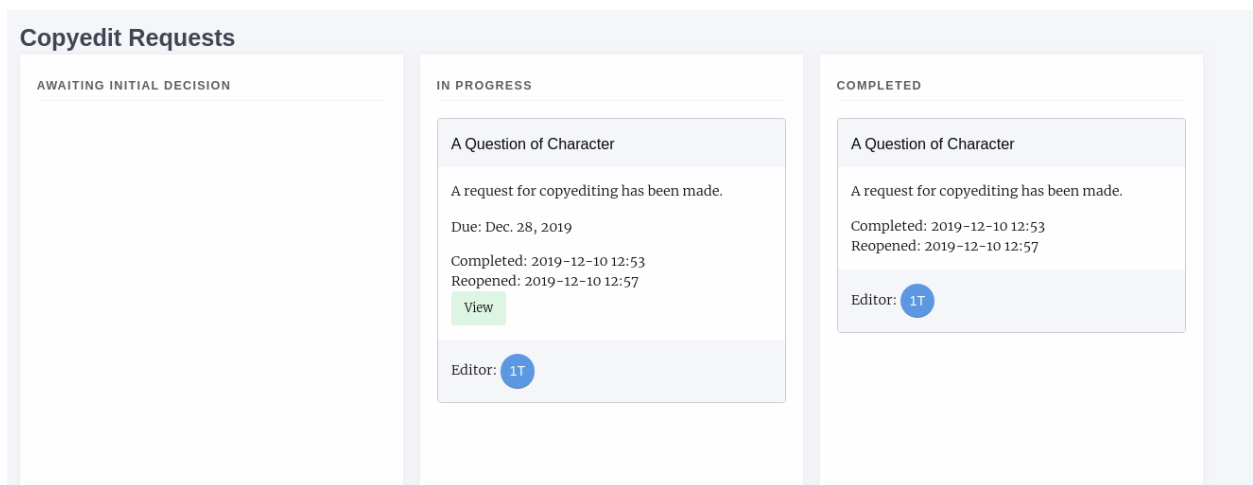 Copyedit Requests
AWAITING INITIAL DECISION
IN PROGRESS
A Question of Character
A request for copyediting has been made.
Due: Dec. 28, 2019
Completed: 2019-12-10 12:53
Reopened: 2019-12-10 12:57
View
Editor: 1T
COMPLETED
A Question of Character
A request for copyediting has been made.
Completed: 2019-12-10 12:53
Reopened: 2019-12-10 12:57
Editor: 1T